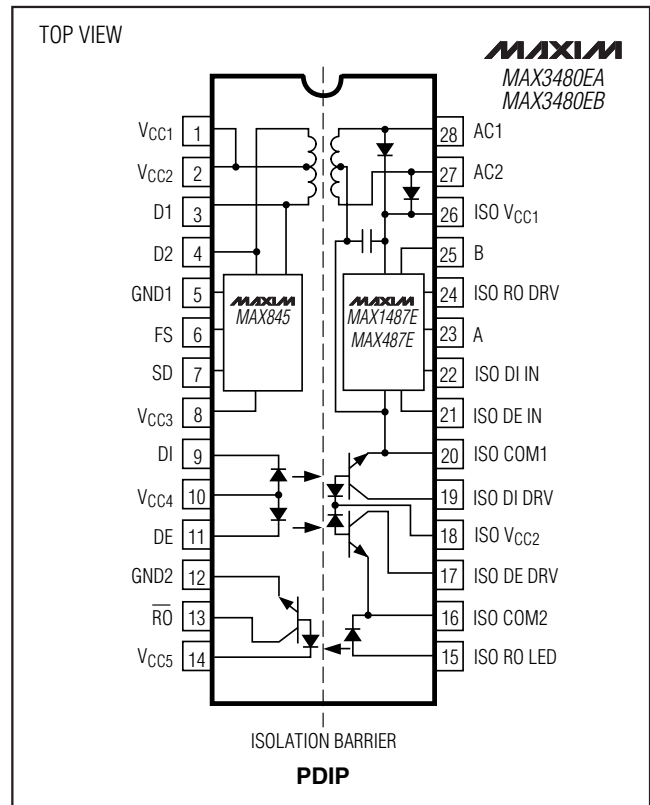 TOP VIEW
MAXIM
MAX3480EA
MAX3480EB
VCC1 1
VCC2 2
D1 3
D2 4
GND1 5
FS 6
SD 7
VCC3 8
DI 9
VCC4 10
DE 11
GND2 12
RO 13
VCC5 14
MAXIM
MAX845
MAXIM
MAX1487E
MAX487E
28 AC1
27 AC2
26 ISO VCC1
25 B
24 ISO RO DRV
23 A
22 ISO DI IN
21 ISO DE IN
20 ISO COM1
19 ISO DI DRV
18 ISO VCC2
17 ISO DE DRV
16 ISO COM2
15 ISO RO LED
ISOLATION BARRIER
PDIP